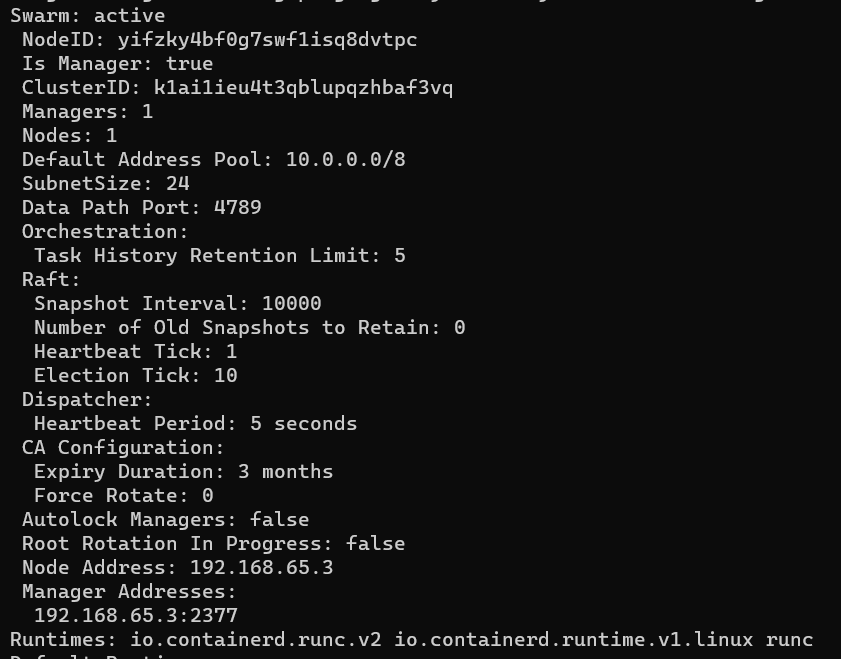 Swarm: active
NodeID: yifzky4bf0g7swf1isq8dvtpc
Is Manager: true
ClusterID: k1ai1ieu4t3qblupqzhbaf3vq
Managers: 1
Nodes: 1
Default Address Pool: 10.0.0.0/8
SubnetSize: 24
Data Path Port: 4789
Orchestration:
Task History Retention Limit: 5
Raft:
Snapshot Interval: 10000
Number of Old Snapshots to Retain: 0
Heartbeat Tick: 1
Election Tick: 10
Dispatcher:
Heartbeat Period: 5 seconds
CA Configuration:
Expiry Duration: 3 months
Force Rotate: 0
Autolock Managers: false
Root Rotation In Progress: false
Node Address: 192.168.65.3
Manager Addresses:
192.168.65.3:2377
Runtimes: io.containerd.runc.v2 io.containerd.runtime.v1.linux runc